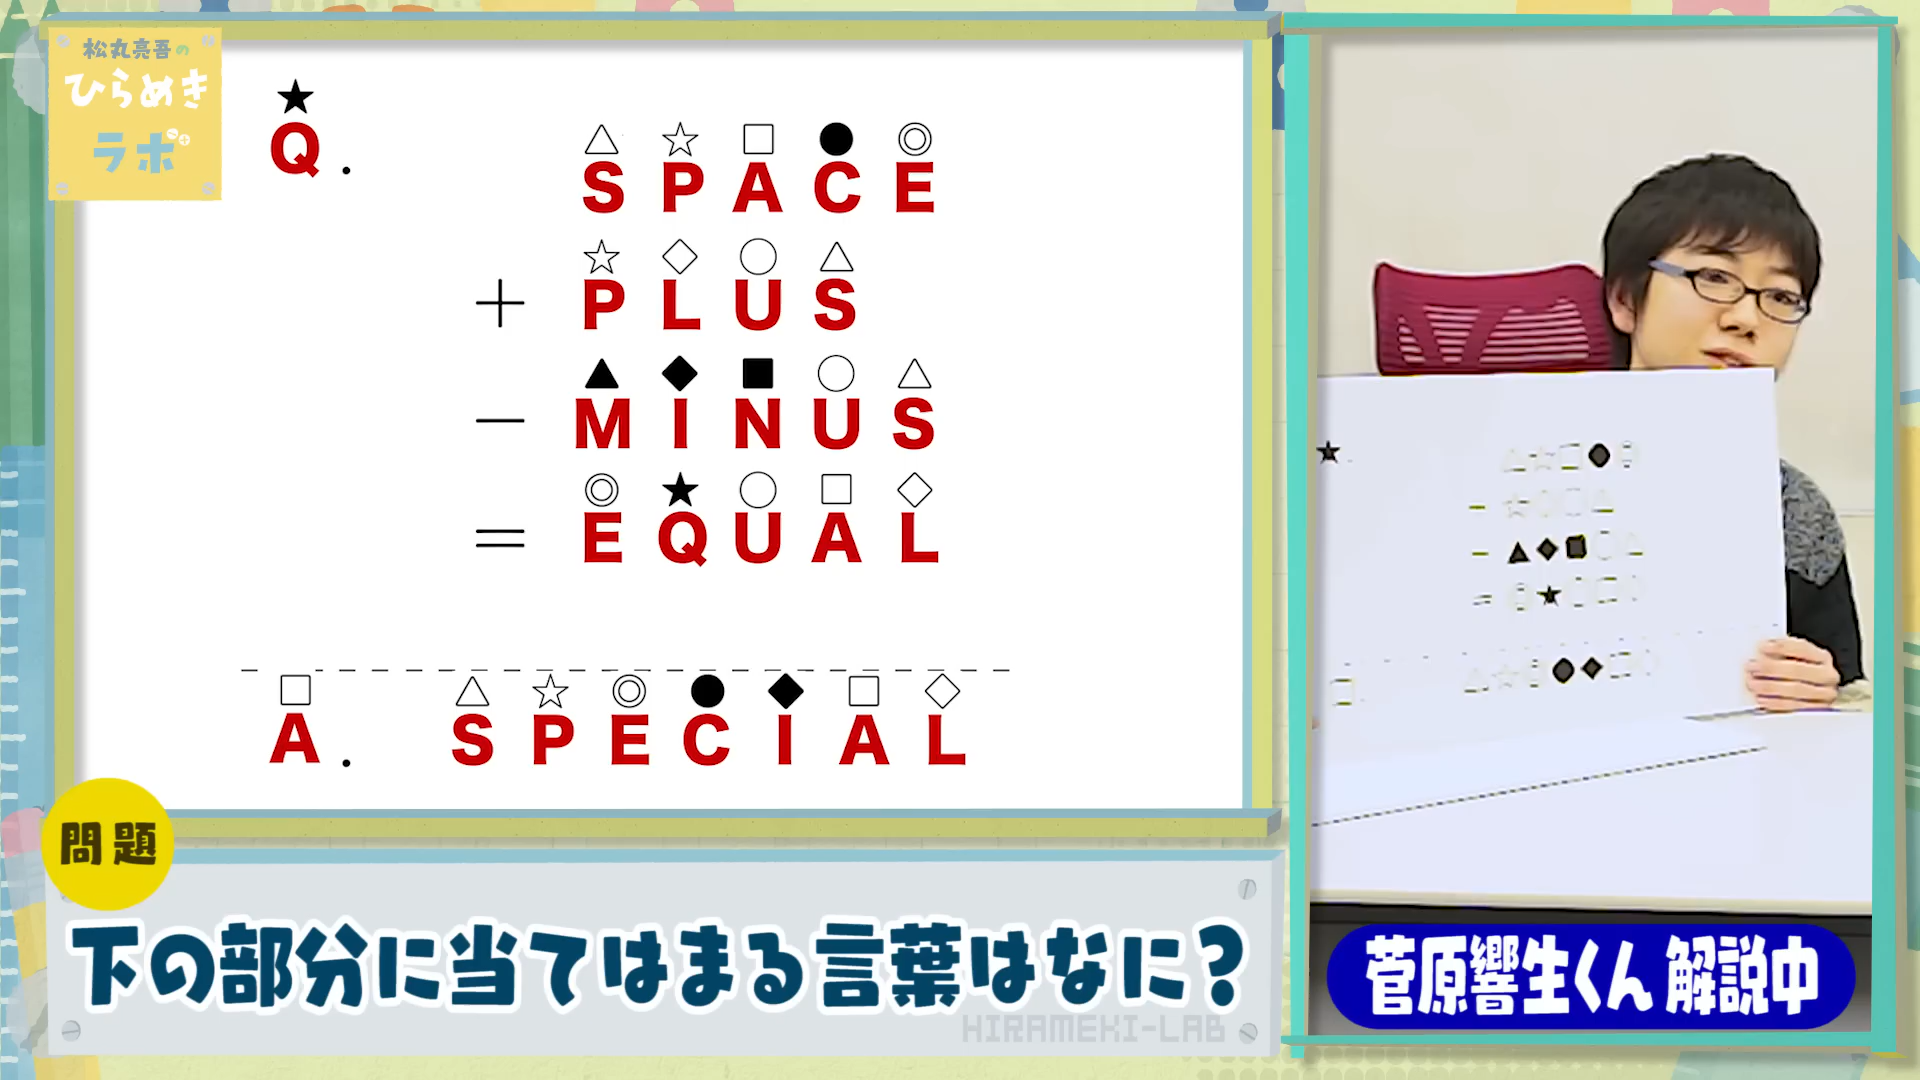 松丸亮吾の
ひらめき
ラボ
★
Q.
△☆□●◎
SPACE
☆◇○△
+ PLUS
▲◆■○△
− MINUS
◎★○□◇
= EQUAL
□ △☆◎●◆□◇
A. SPECIAL
問題
下の部分に当てはまる言葉はなに?
HIRAMEKI-LAB
菅原響生くん 解説中